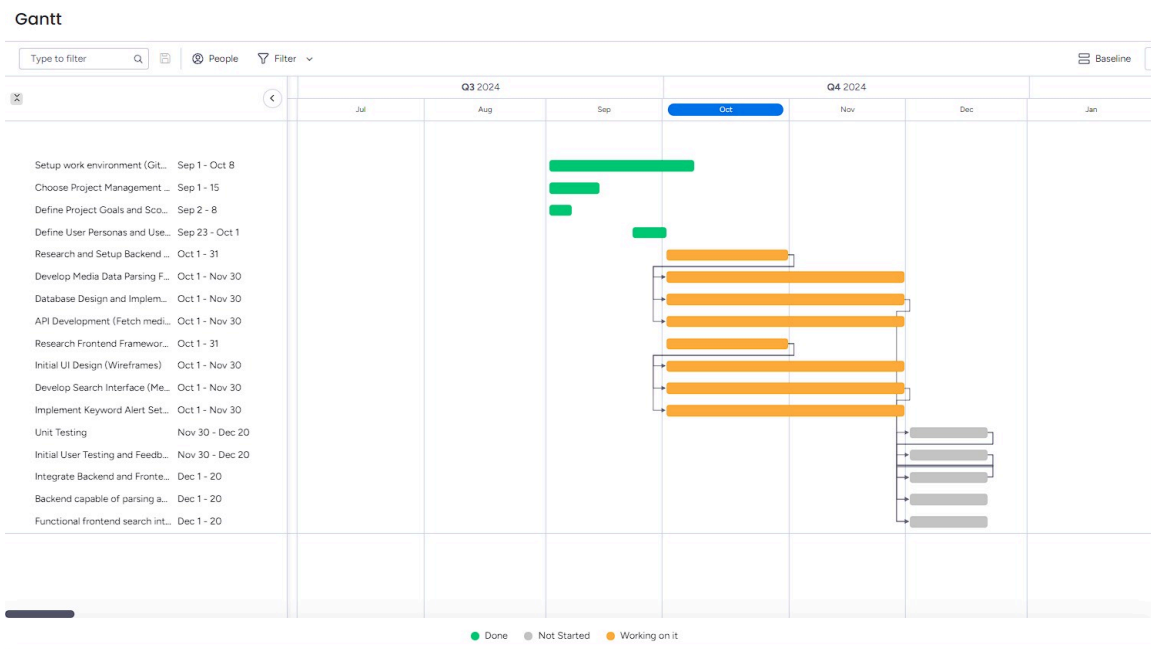 Gantt
Type to filter People Filter Baseline
Q3 2024 Q4 2024
Jul Aug Sep Oct Nov Dec Jan
Setup work environment (Git... Sep 1 - Oct 8
Choose Project Management ... Sep 1 - 15
Define Project Goals and Sco... Sep 2 - 8
Define User Personas and Use... Sep 23 - Oct 1
Research and Setup Backend ... Oct 1 - 31
Develop Media Data Parsing F... Oct 1 - Nov 30
Database Design and Implem... Oct 1 - Nov 30
API Development (Fetch medi... Oct 1 - Nov 30
Research Frontend Framewor... Oct 1 - 31
Initial UI Design (Wireframes) Oct 1 - Nov 30
Develop Search Interface (Me... Oct 1 - Nov 30
Implement Keyword Alert Set... Oct 1 - Nov 30
Unit Testing Nov 30 - Dec 20
Initial User Testing and Feedb... Nov 30 - Dec 20
Integrate Backend and Fronte... Dec 1 - 20
Backend capable of parsing a... Dec 1 - 20
Functional frontend search int... Dec 1 - 20
Done Not Started Working on it